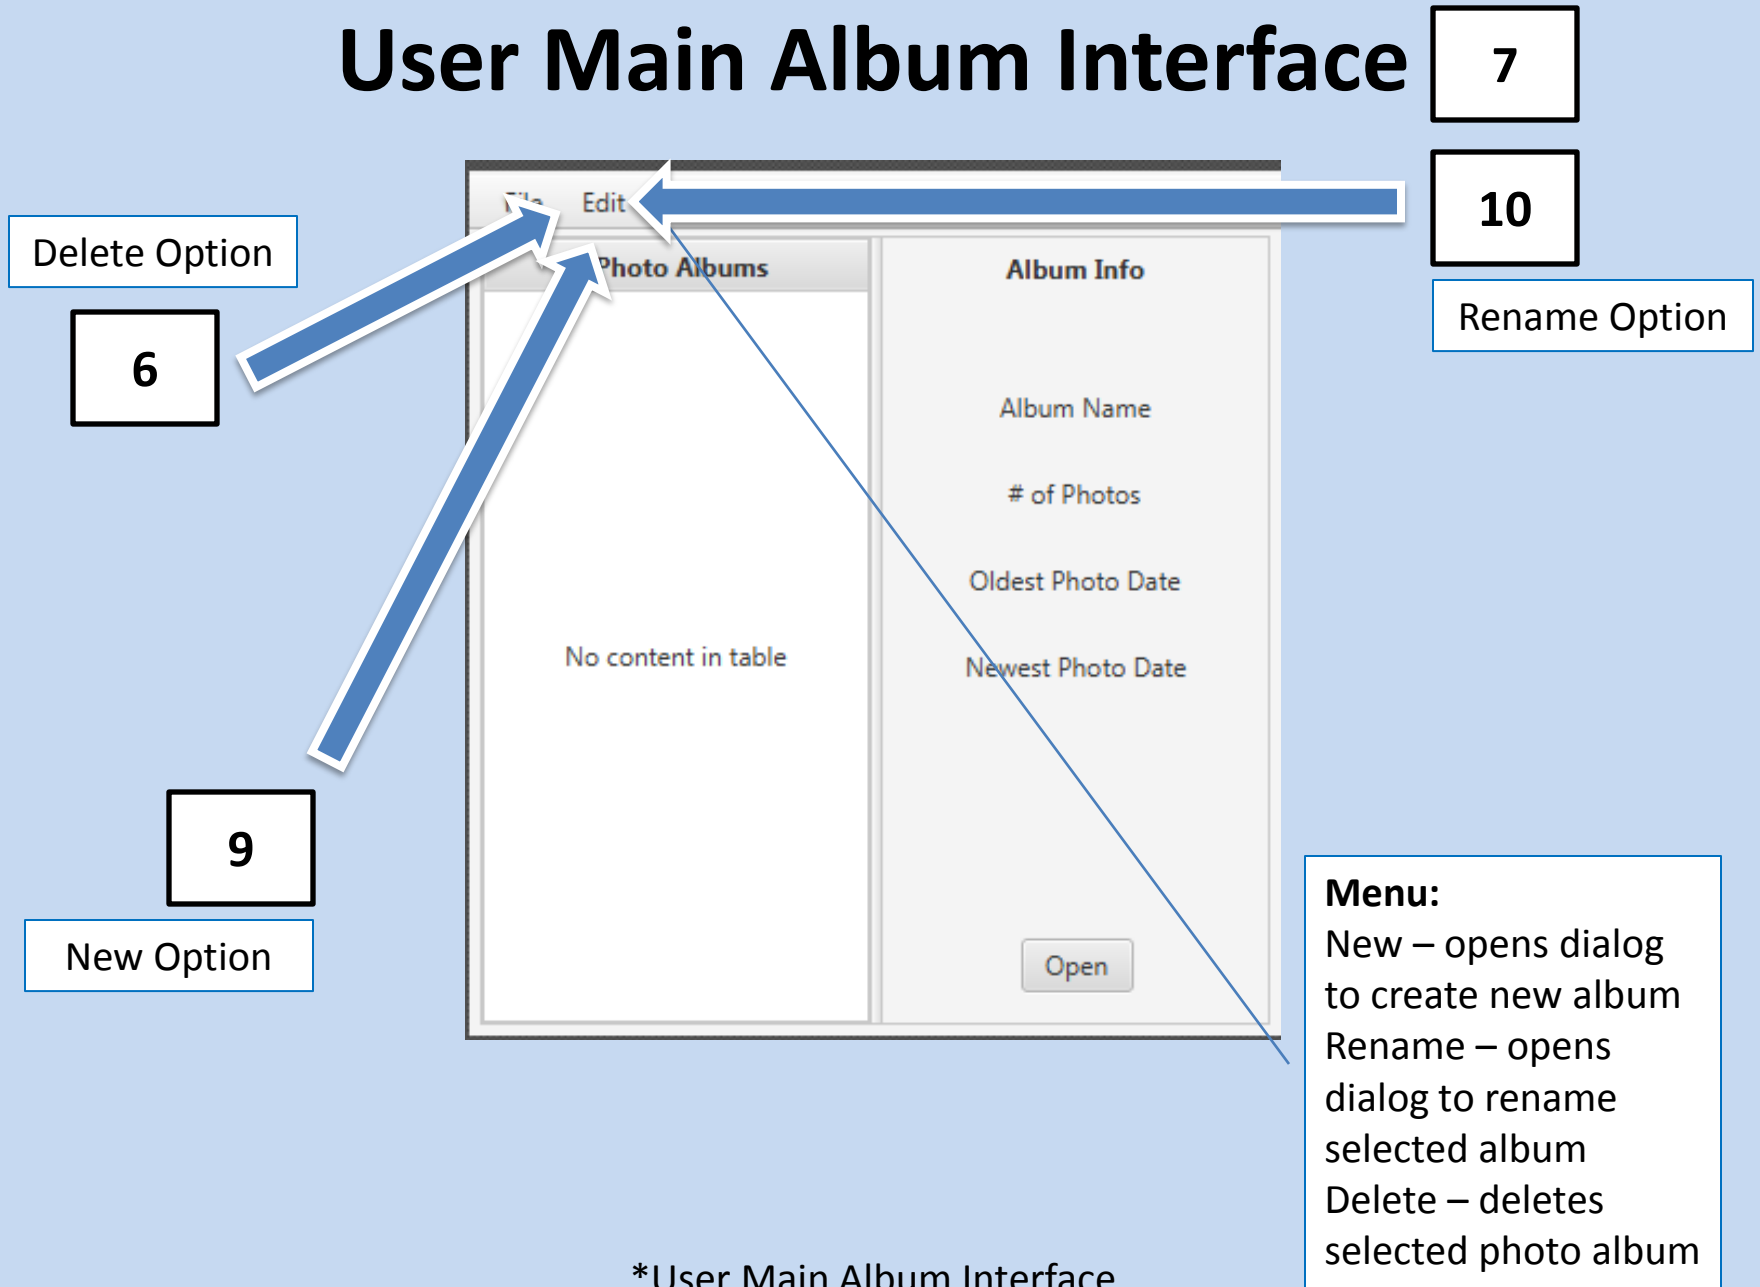 User Main Album Interface
7
File Edit
10
Delete Option
Photo Albums
Album Info
Rename Option
6
Album Name
# of Photos
Oldest Photo Date
No content in table
Newest Photo Date
9
New Option
Open
Menu:
New – opens dialog
to create new album
Rename – opens
dialog to rename
selected album
Delete – deletes
selected photo album
*User Main Album Interface